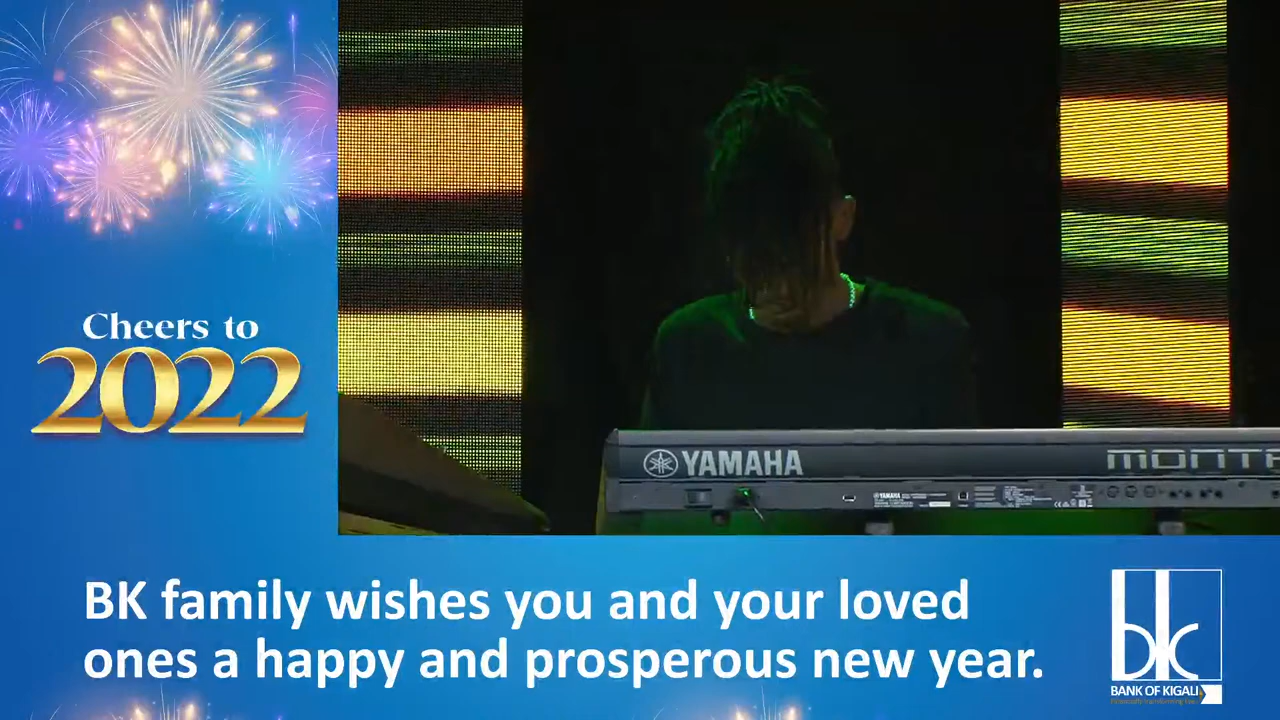 Cheers to
2022
YAMAHA
BK family wishes you and your loved
ones a happy and prosperous new year.
bk
BANK OF KIGALI